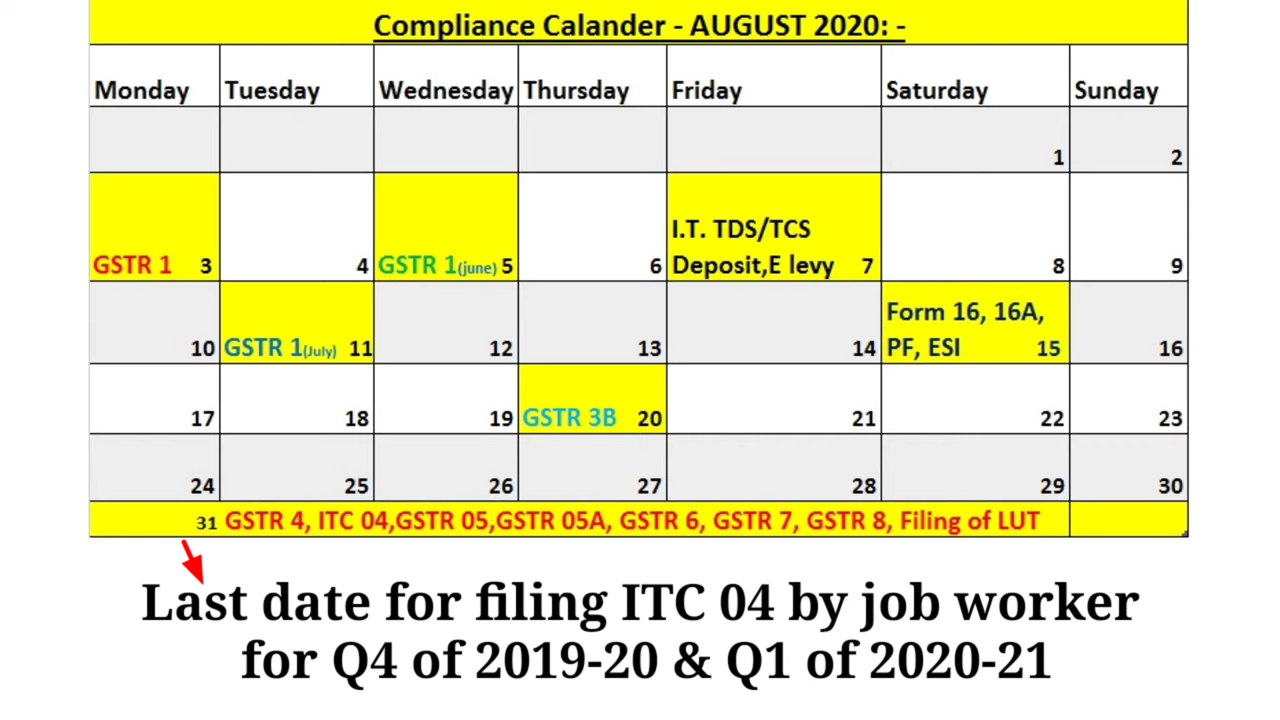 Compliance Calander - AUGUST 2020: -
Monday Tuesday Wednesday Thursday Friday Saturday Sunday
1 2
I.T. TDS/TCS
GSTR 1 3 4 GSTR 1(june) 5 6 Deposit,E levy 7 8 9
Form 16, 16A,
10 GSTR 1(July) 11 12 13 14 PF, ESI 15 16
17 18 19 GSTR 3B 20 21 22 23
24 25 26 27 28 29 30
31 GSTR 4, ITC 04,GSTR 05,GSTR 05A, GSTR 6, GSTR 7, GSTR 8, Filing of LUT
Last date for filing ITC 04 by job worker
for Q4 of 2019-20 & Q1 of 2020-21